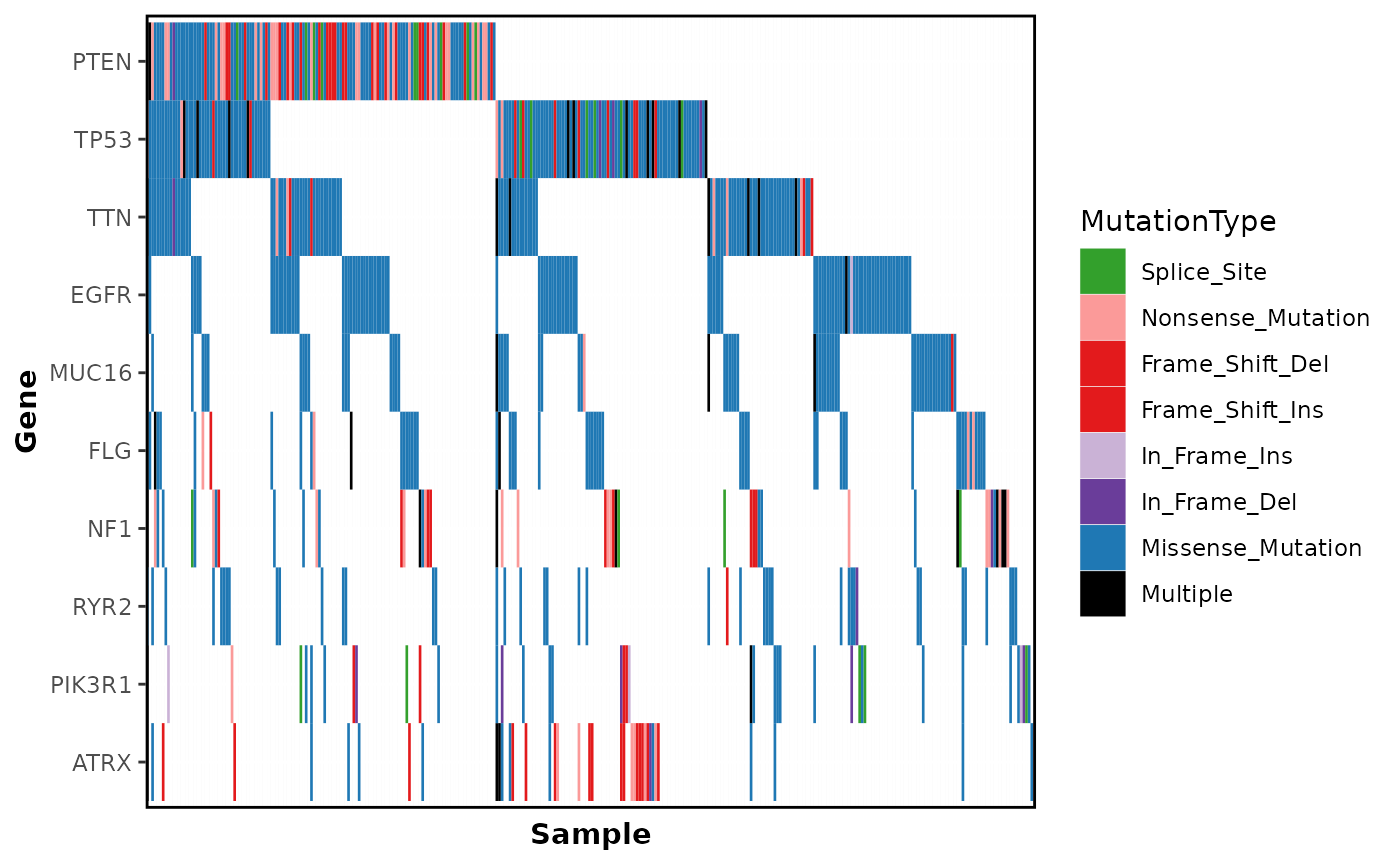 PTEN
TP53
TTN
EGFR
MUC16
FLG
NF1
RYR2
PIK3R1
ATRX
Gene
Sample
MutationType
Splice_Site
Nonsense_Mutation
Frame_Shift_Del
Frame_Shift_Ins
In_Frame_Ins
In_Frame_Del
Missense_Mutation
Multiple